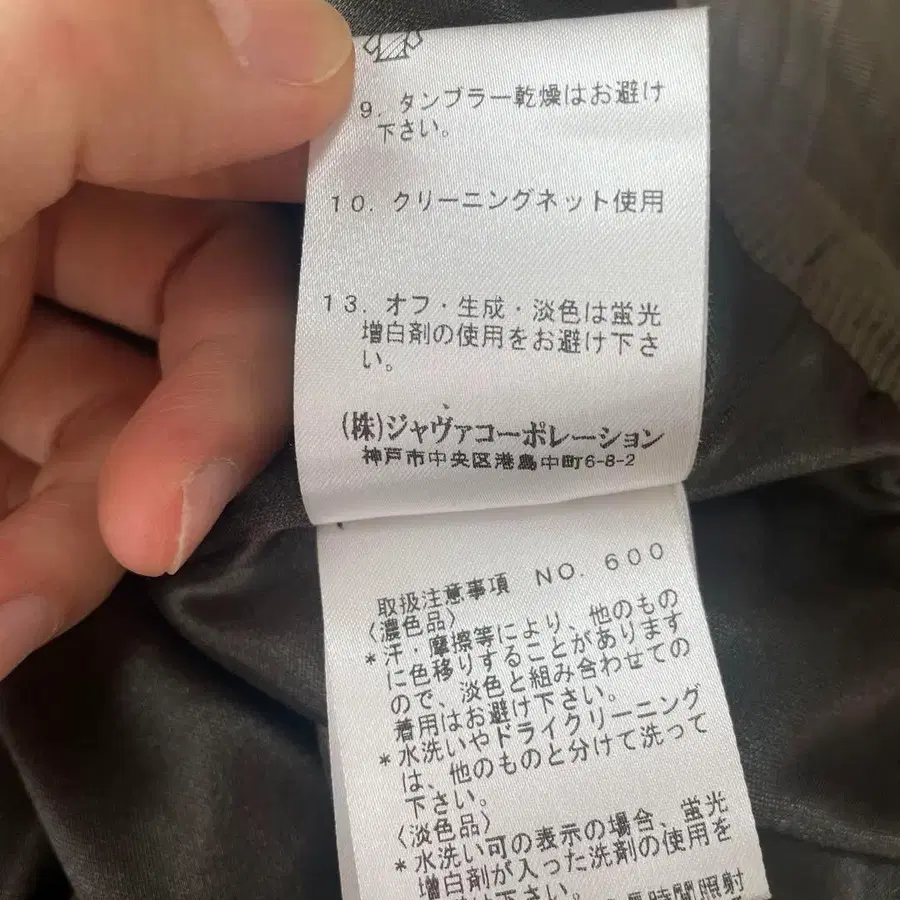 9. タンブラー乾燥はお避け
下さい。
10. クリーニングネット使用
13. オフ・生成・淡色は蛍光
増白剤の使用をお避け下さ
い。
(株)ジャヴァコーポレーション
神戸市中央区港島中町6-8-2
取扱注意事項 NO. 600
〈濃色品〉
*汗・摩擦等により、他のもの
に色移りすることがあります
ので、淡色と組み合わせての
着用はお避け下さい。
*水洗いやドライクリーニング
は、他のものと分けて洗って
下さい。
〈淡色品〉
*水洗い可の表示の場合、蛍光
増白剤が入った洗剤の使用を
下さい。
時間照射